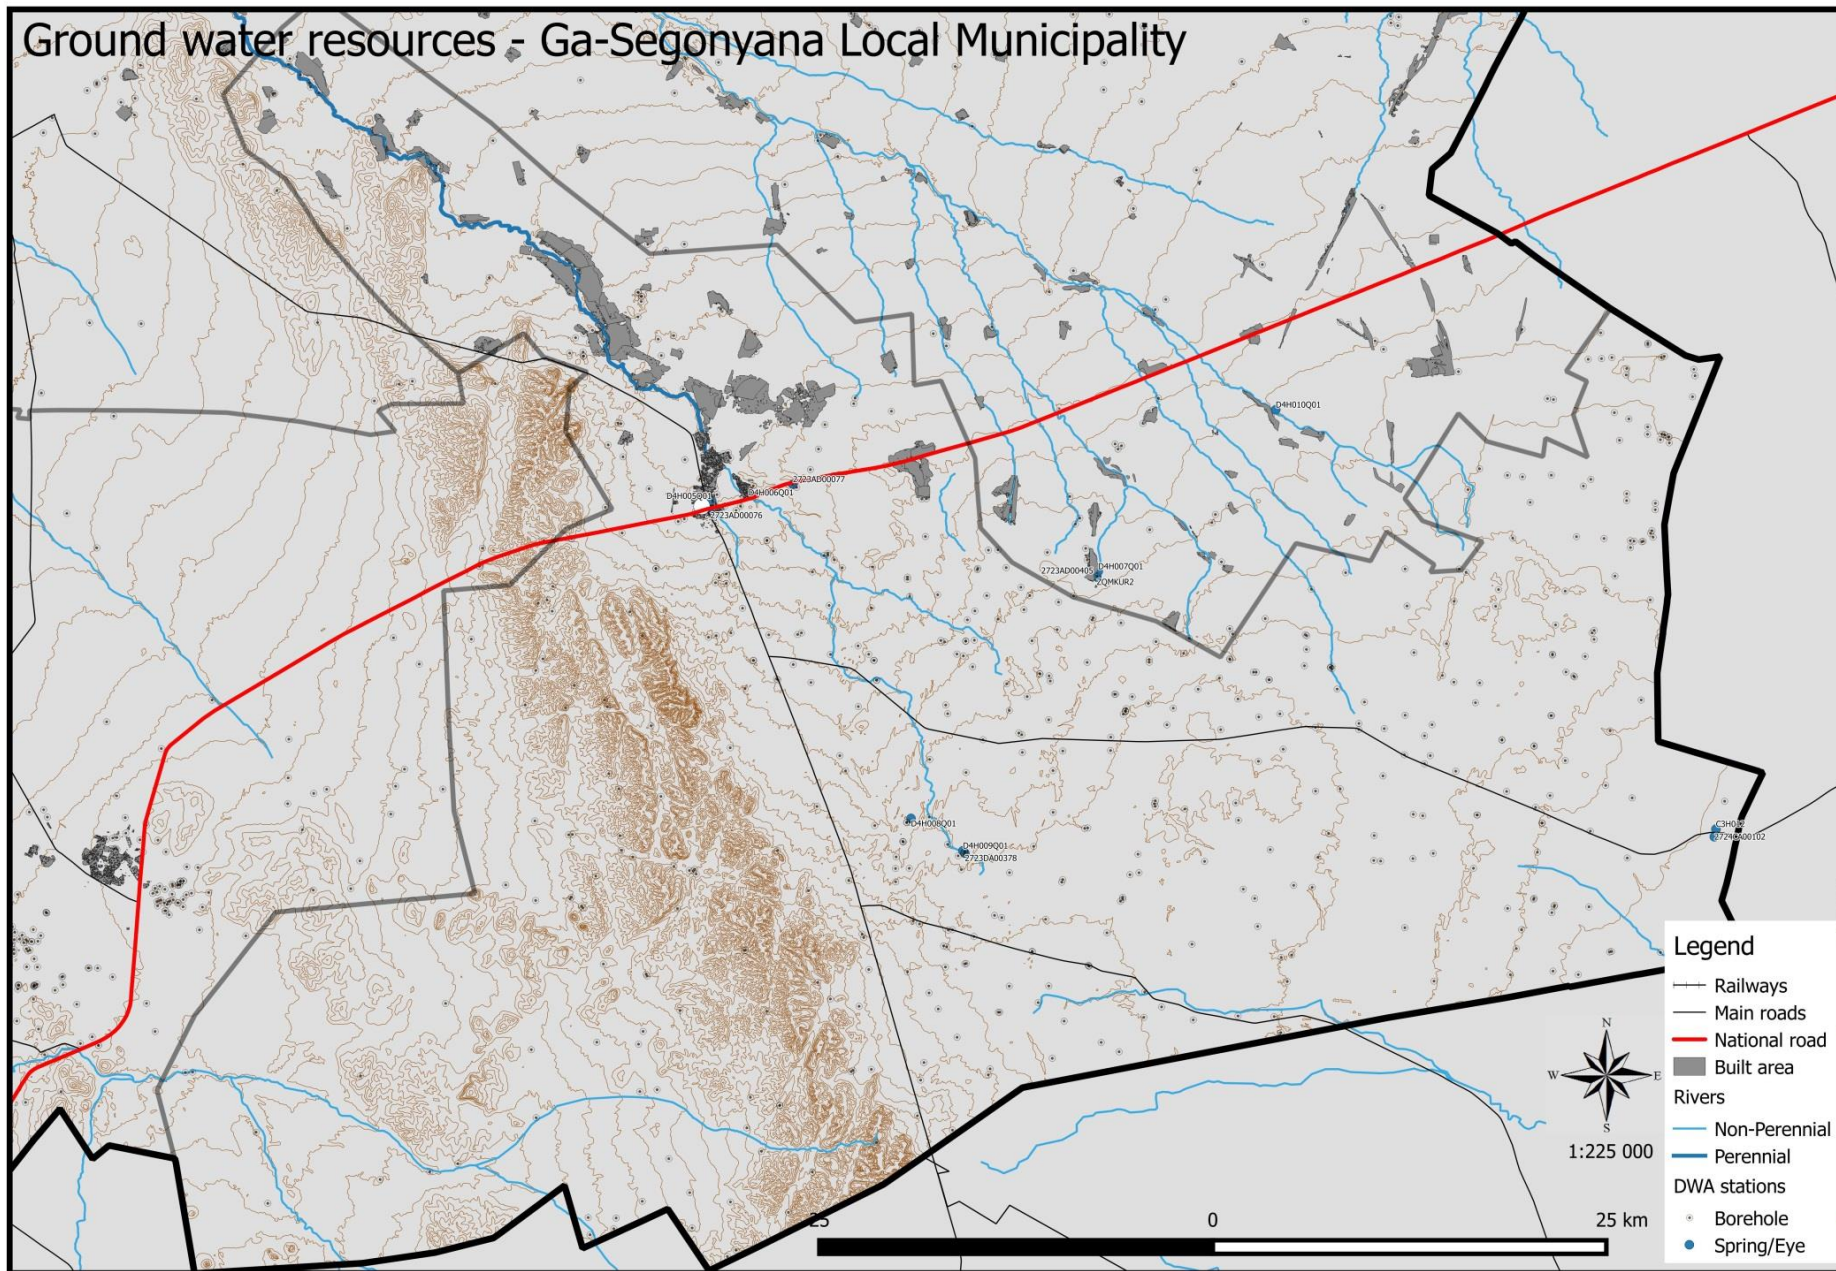 Ground water resources - Ga-Segonyana Local Municipality
D4H010Q01
2723AD00077
D4H005Q01
D4H006Q01
2723AD00076
D4H007Q01
2723AD00405
ZQMKUR2
D4H008Q01
C3H012
2724CA00102
D4H009Q01
2723DA00378
Legend
Railways
Main roads
National road
Built area
Rivers
Non-Perennial
Perennial
DWA stations
Borehole
Spring/Eye
N
W
E
S
1:225 000
25
0
25 km